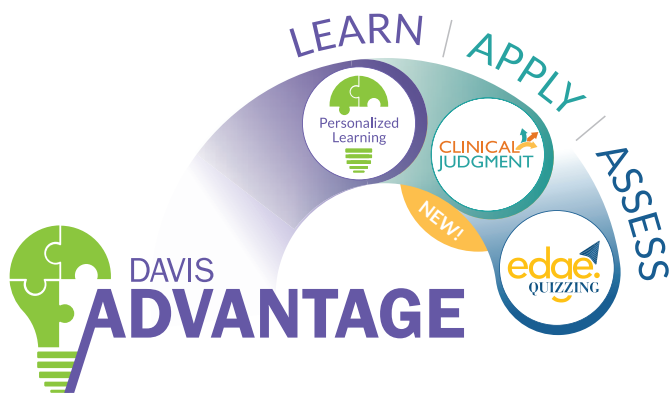 LEARN | APPLY | ASSESS
Personalized
Learning
CLINICAL
JUDGMENT
NEW!
edge.
QUIZZING
DAVIS
ADVANTAGE